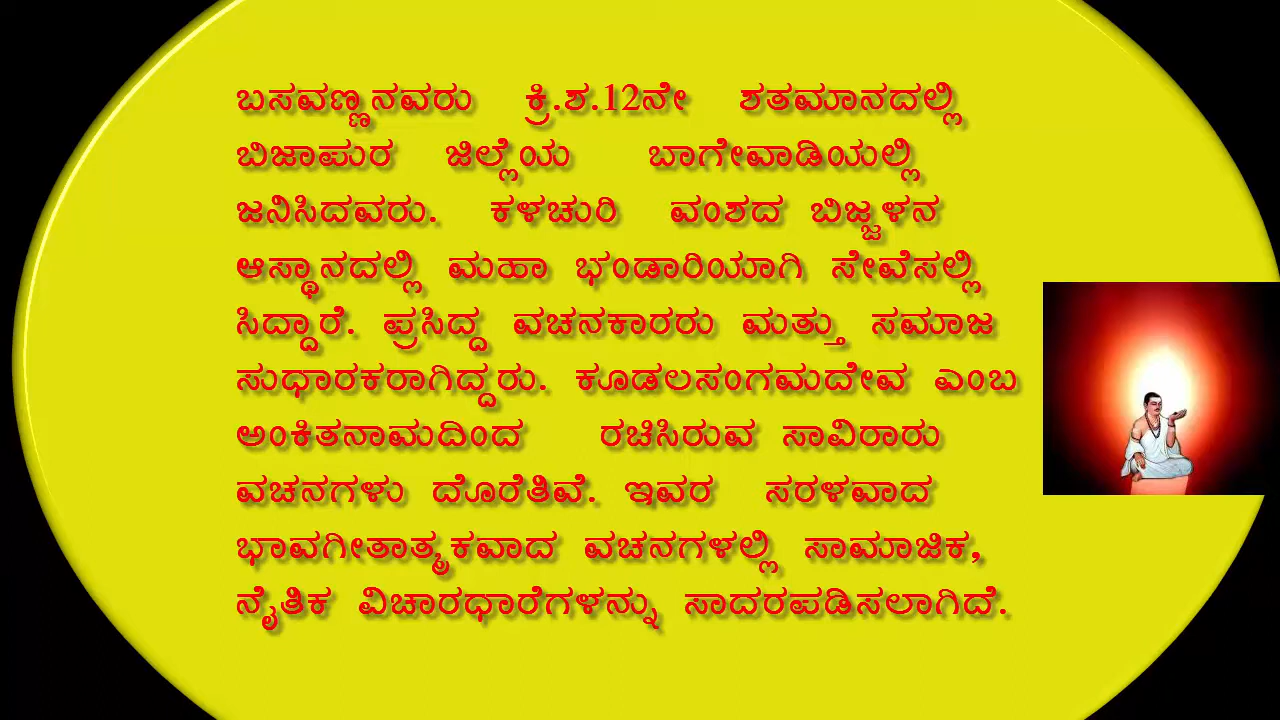 ಬಸವಣ್ಣನವರು ಕ್ರಿ.ಶ.12ನೇ ಶತಮಾನದಲ್ಲಿ
ಬಿಜಾಪುರ ಜಿಲ್ಲೆಯ ಬಾಗೇವಾಡಿಯಲ್ಲಿ
ಜನಿಸಿದವರು. ಕಳಚುರಿ ವಂಶದ ಬಿಜ್ಜಳನ
ಆಸ್ಥಾನದಲ್ಲಿ ಮಹಾ ಭಂಡಾರಿಯಾಗಿ ಸೇವೆಸಲ್ಲಿ
ಸಿದ್ದಾರೆ. ಪ್ರಸಿದ್ದ ವಚನಕಾರರು ಮತ್ತು ಸಮಾಜ
ಸುಧಾರಕರಾಗಿದ್ದರು. ಕೂಡಲಸಂಗಮದೇವ ಎಂಬ
ಅಂಕಿತನಾಮದಿಂದ ರಚಿಸಿರುವ ಸಾವಿರಾರು
ವಚನಗಳು ದೊರೆತಿವೆ. ಇವರ ಸರಳವಾದ
ಭಾವಗೀತಾತ್ಮಕವಾದ ವಚನಗಳಲ್ಲಿ ಸಾಮಾಜಿಕ,
ನೈತಿಕ ವಿಚಾರಧಾರೆಗಳನ್ನು ಸಾದರಪಡಿಸಲಾಗಿದೆ.